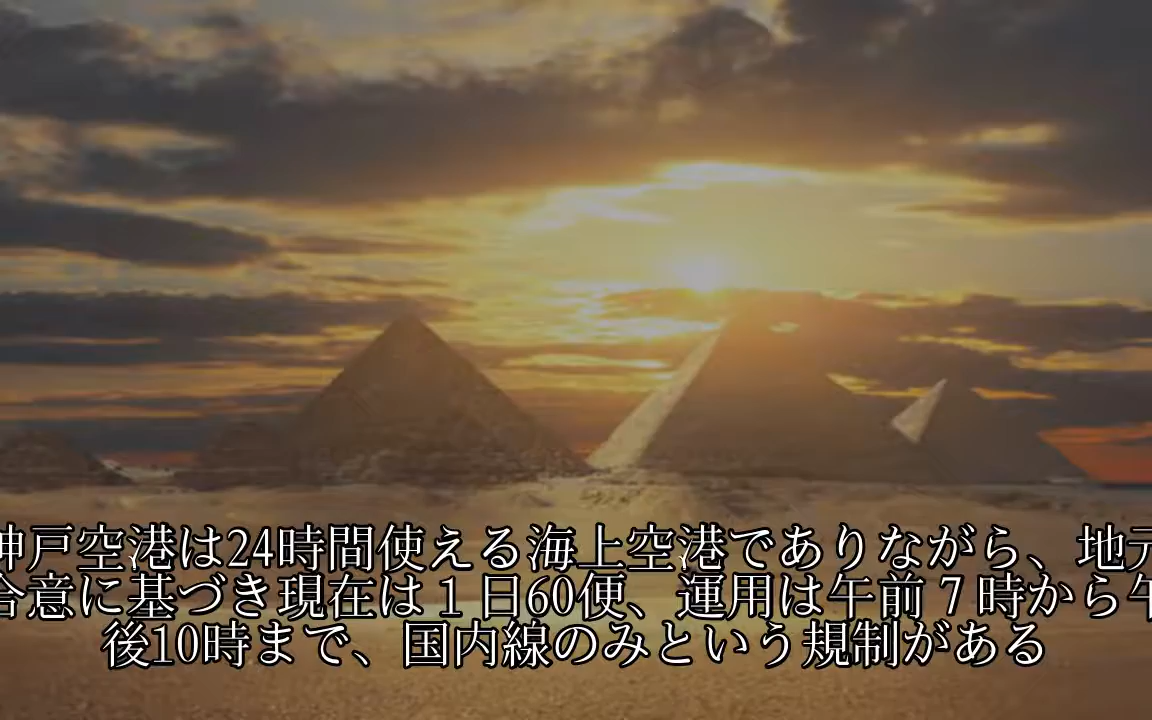 神戸空港は24時間使える海上空港でありながら、地元
合意に基づき現在は１日60便、運用は午前７時から午
後10時まで、国内線のみという規制がある